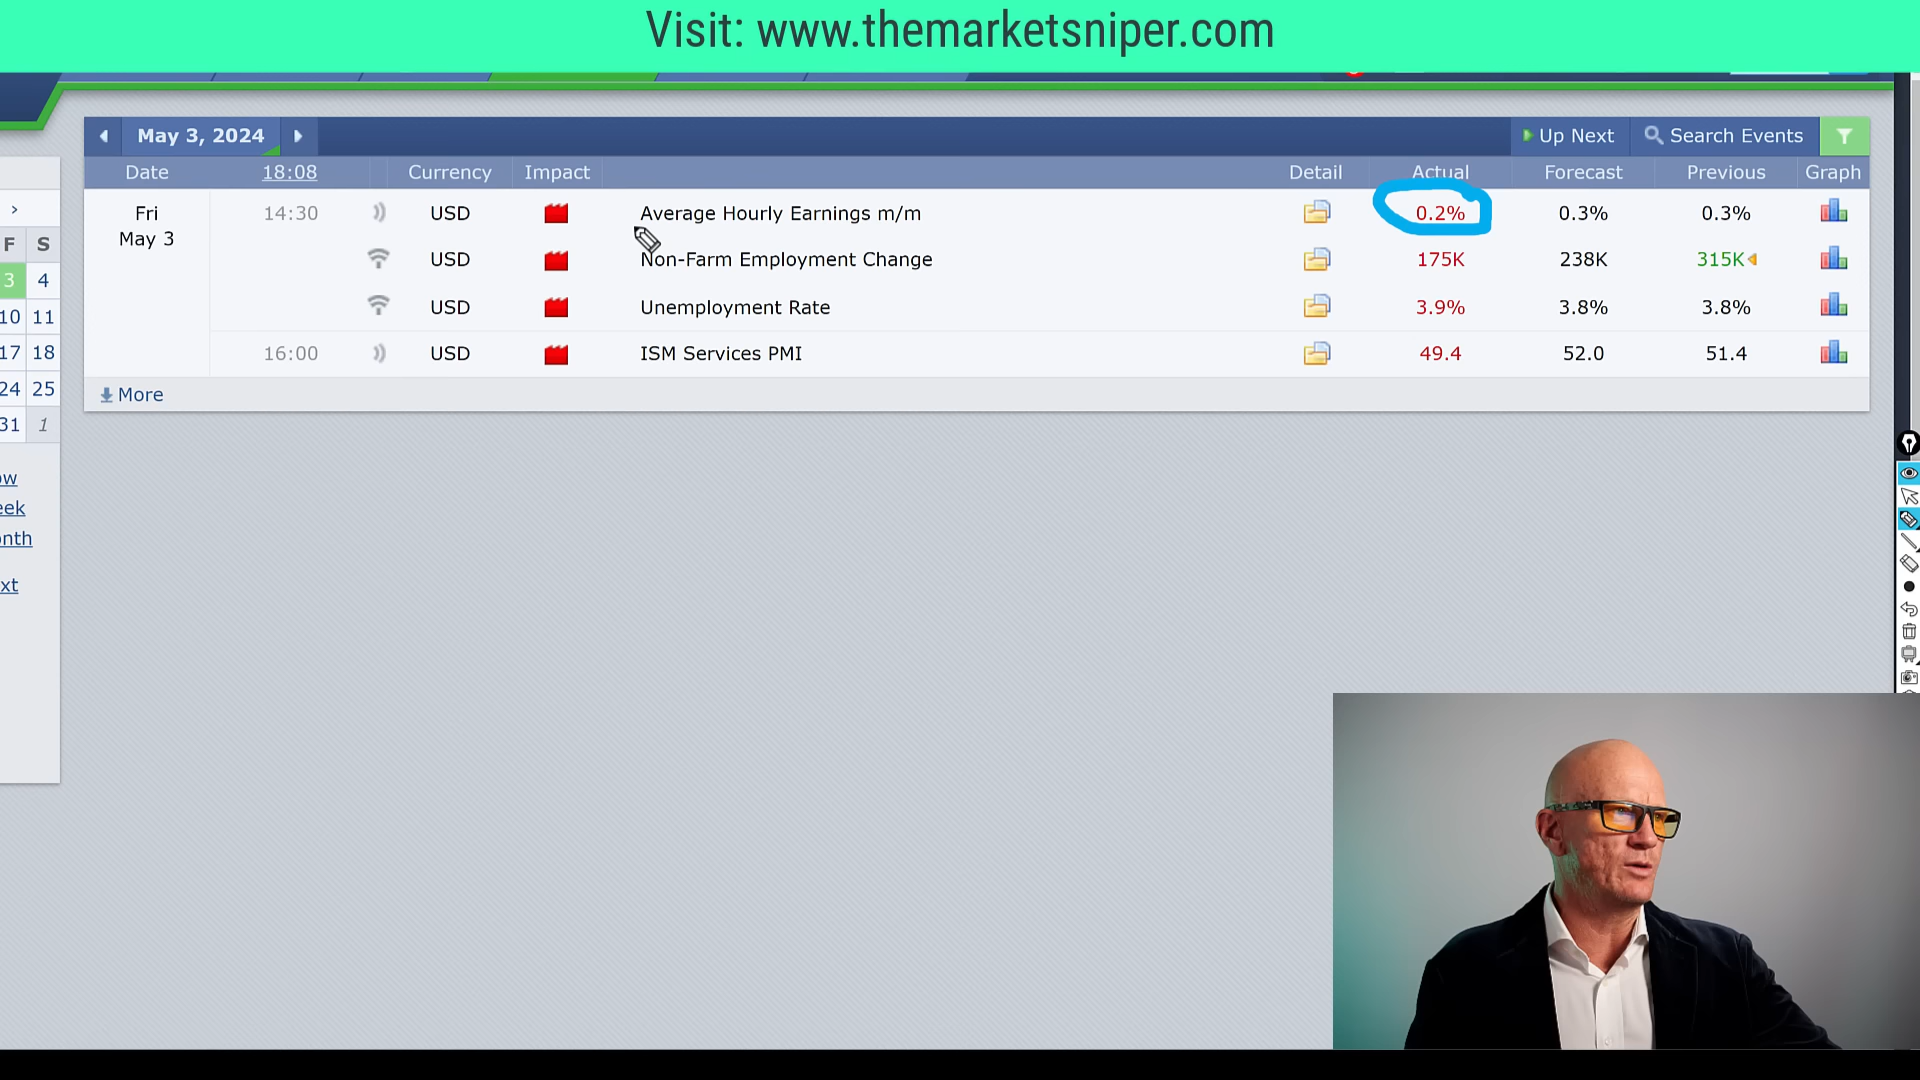 Visit: www.themarketsniper.com
May 3, 2024
Up Next
Search Events
Date 18:08 Currency Impact Detail Actual Forecast Previous Graph
Fri May 3 14:30 USD Average Hourly Earnings m/m 0.2% 0.3% 0.3%
USD Non-Farm Employment Change 175K 238K 315K
USD Unemployment Rate 3.9% 3.8% 3.8%
16:00 USD ISM Services PMI 49.4 52.0 51.4
More
F S
3 4
10 11
17 18
24 25
31 1
ow
eek
onth
xt